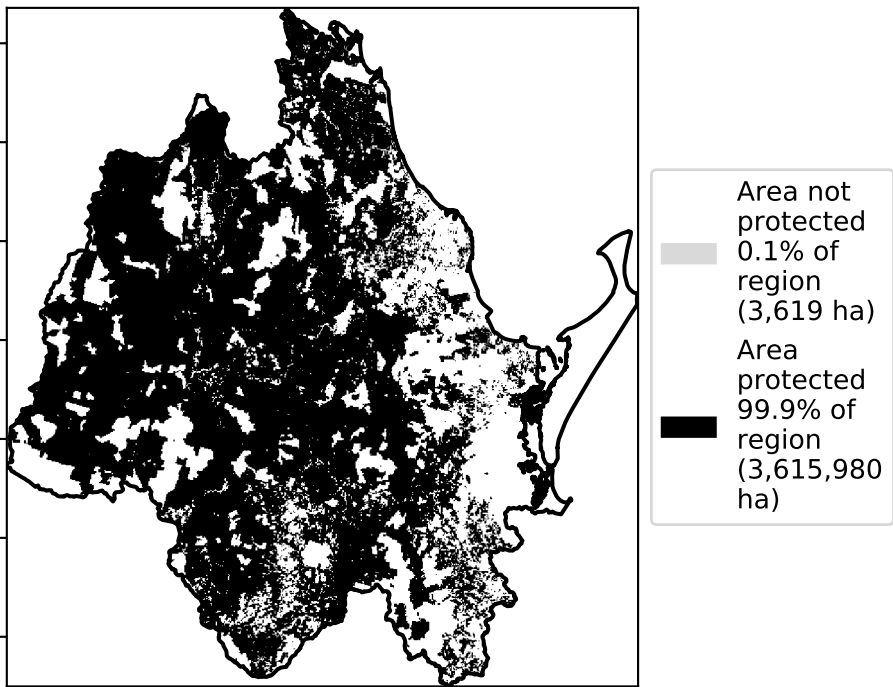 Area not
protected
0.1% of
region
(3,619 ha)
Area
protected
99.9% of
region
(3,615,980
ha)